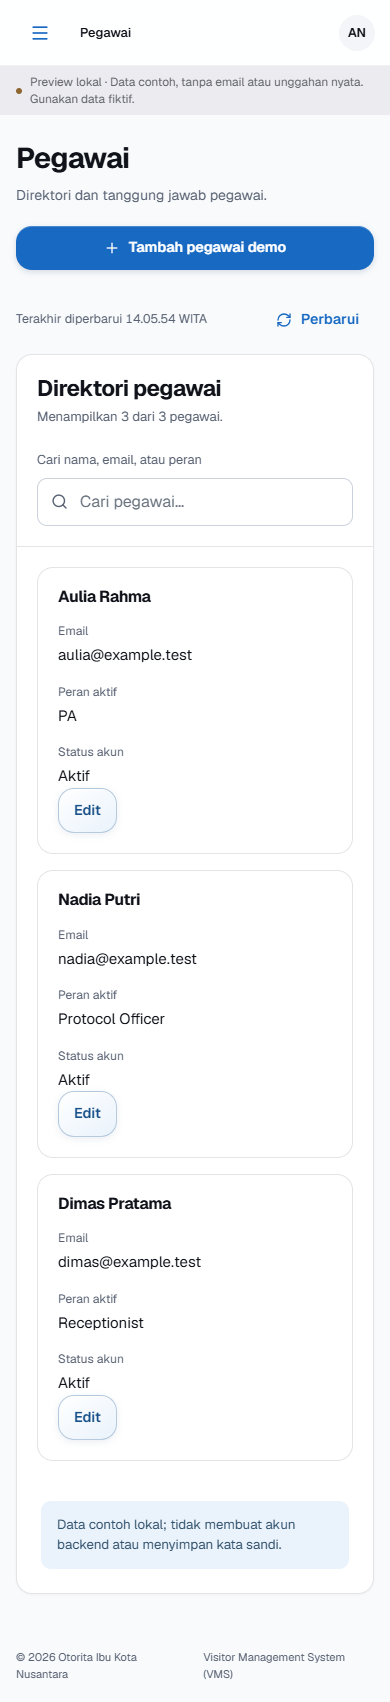 Pegawai
AN
Preview lokal · Data contoh, tanpa email atau unggahan nyata.
Gunakan data fiktif.
Pegawai
Direktori dan tanggung jawab pegawai.
Tambah pegawai demo
Terakhir diperbarui 14.05.54 WITA
Perbarui
Direktori pegawai
Menampilkan 3 dari 3 pegawai.
Cari nama, email, atau peran
Cari pegawai...
Aulia Rahma
Email
aulia@example.test
Peran aktif
PA
Status akun
Aktif
Edit
Nadia Putri
Email
nadia@example.test
Peran aktif
Protocol Officer
Status akun
Aktif
Edit
Dimas Pratama
Email
dimas@example.test
Peran aktif
Receptionist
Status akun
Aktif
Edit
Data contoh lokal; tidak membuat akun
backend atau menyimpan kata sandi.
© 2026 Otorita Ibu Kota
Nusantara
Visitor Management System
(VMS)